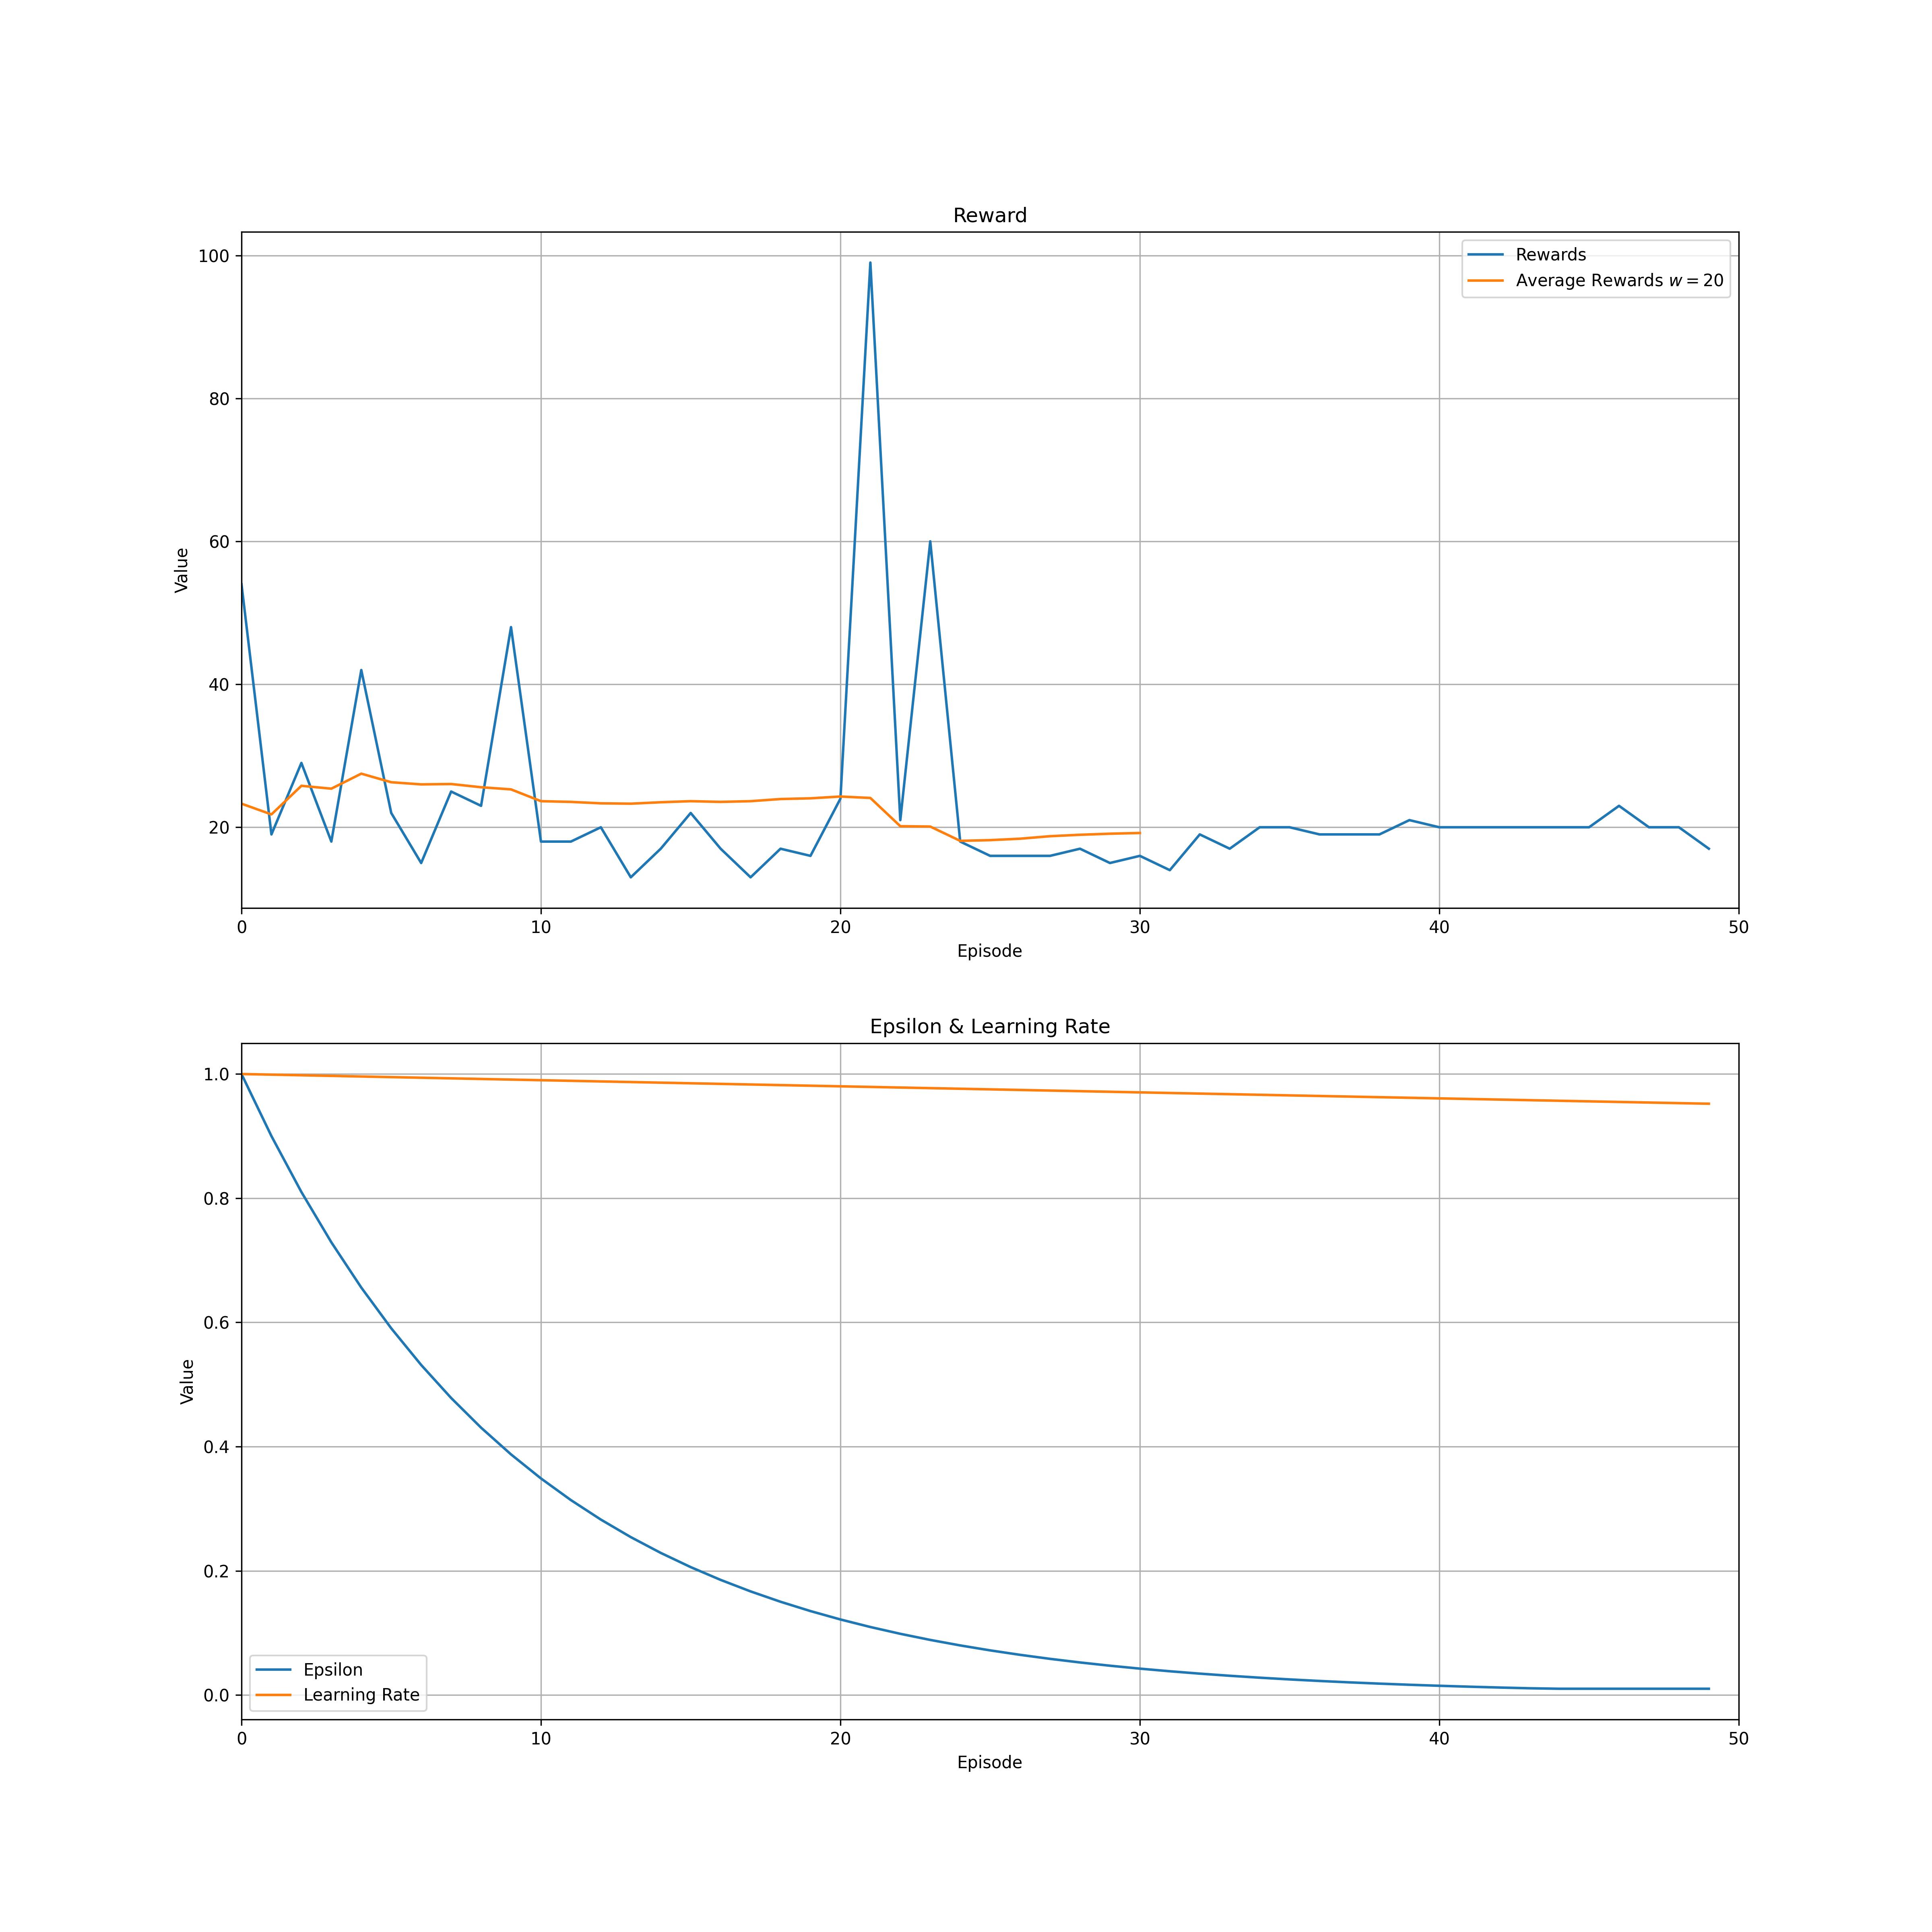 Reward
100
80
60
40
20
Value
Rewards
Average Rewards w = 20
0 10 20 30 40 50
Episode
Epsilon & Learning Rate
1.0
0.8
0.6
0.4
0.2
0.0
Value
Epsilon
Learning Rate
0 10 20 30 40 50
Episode